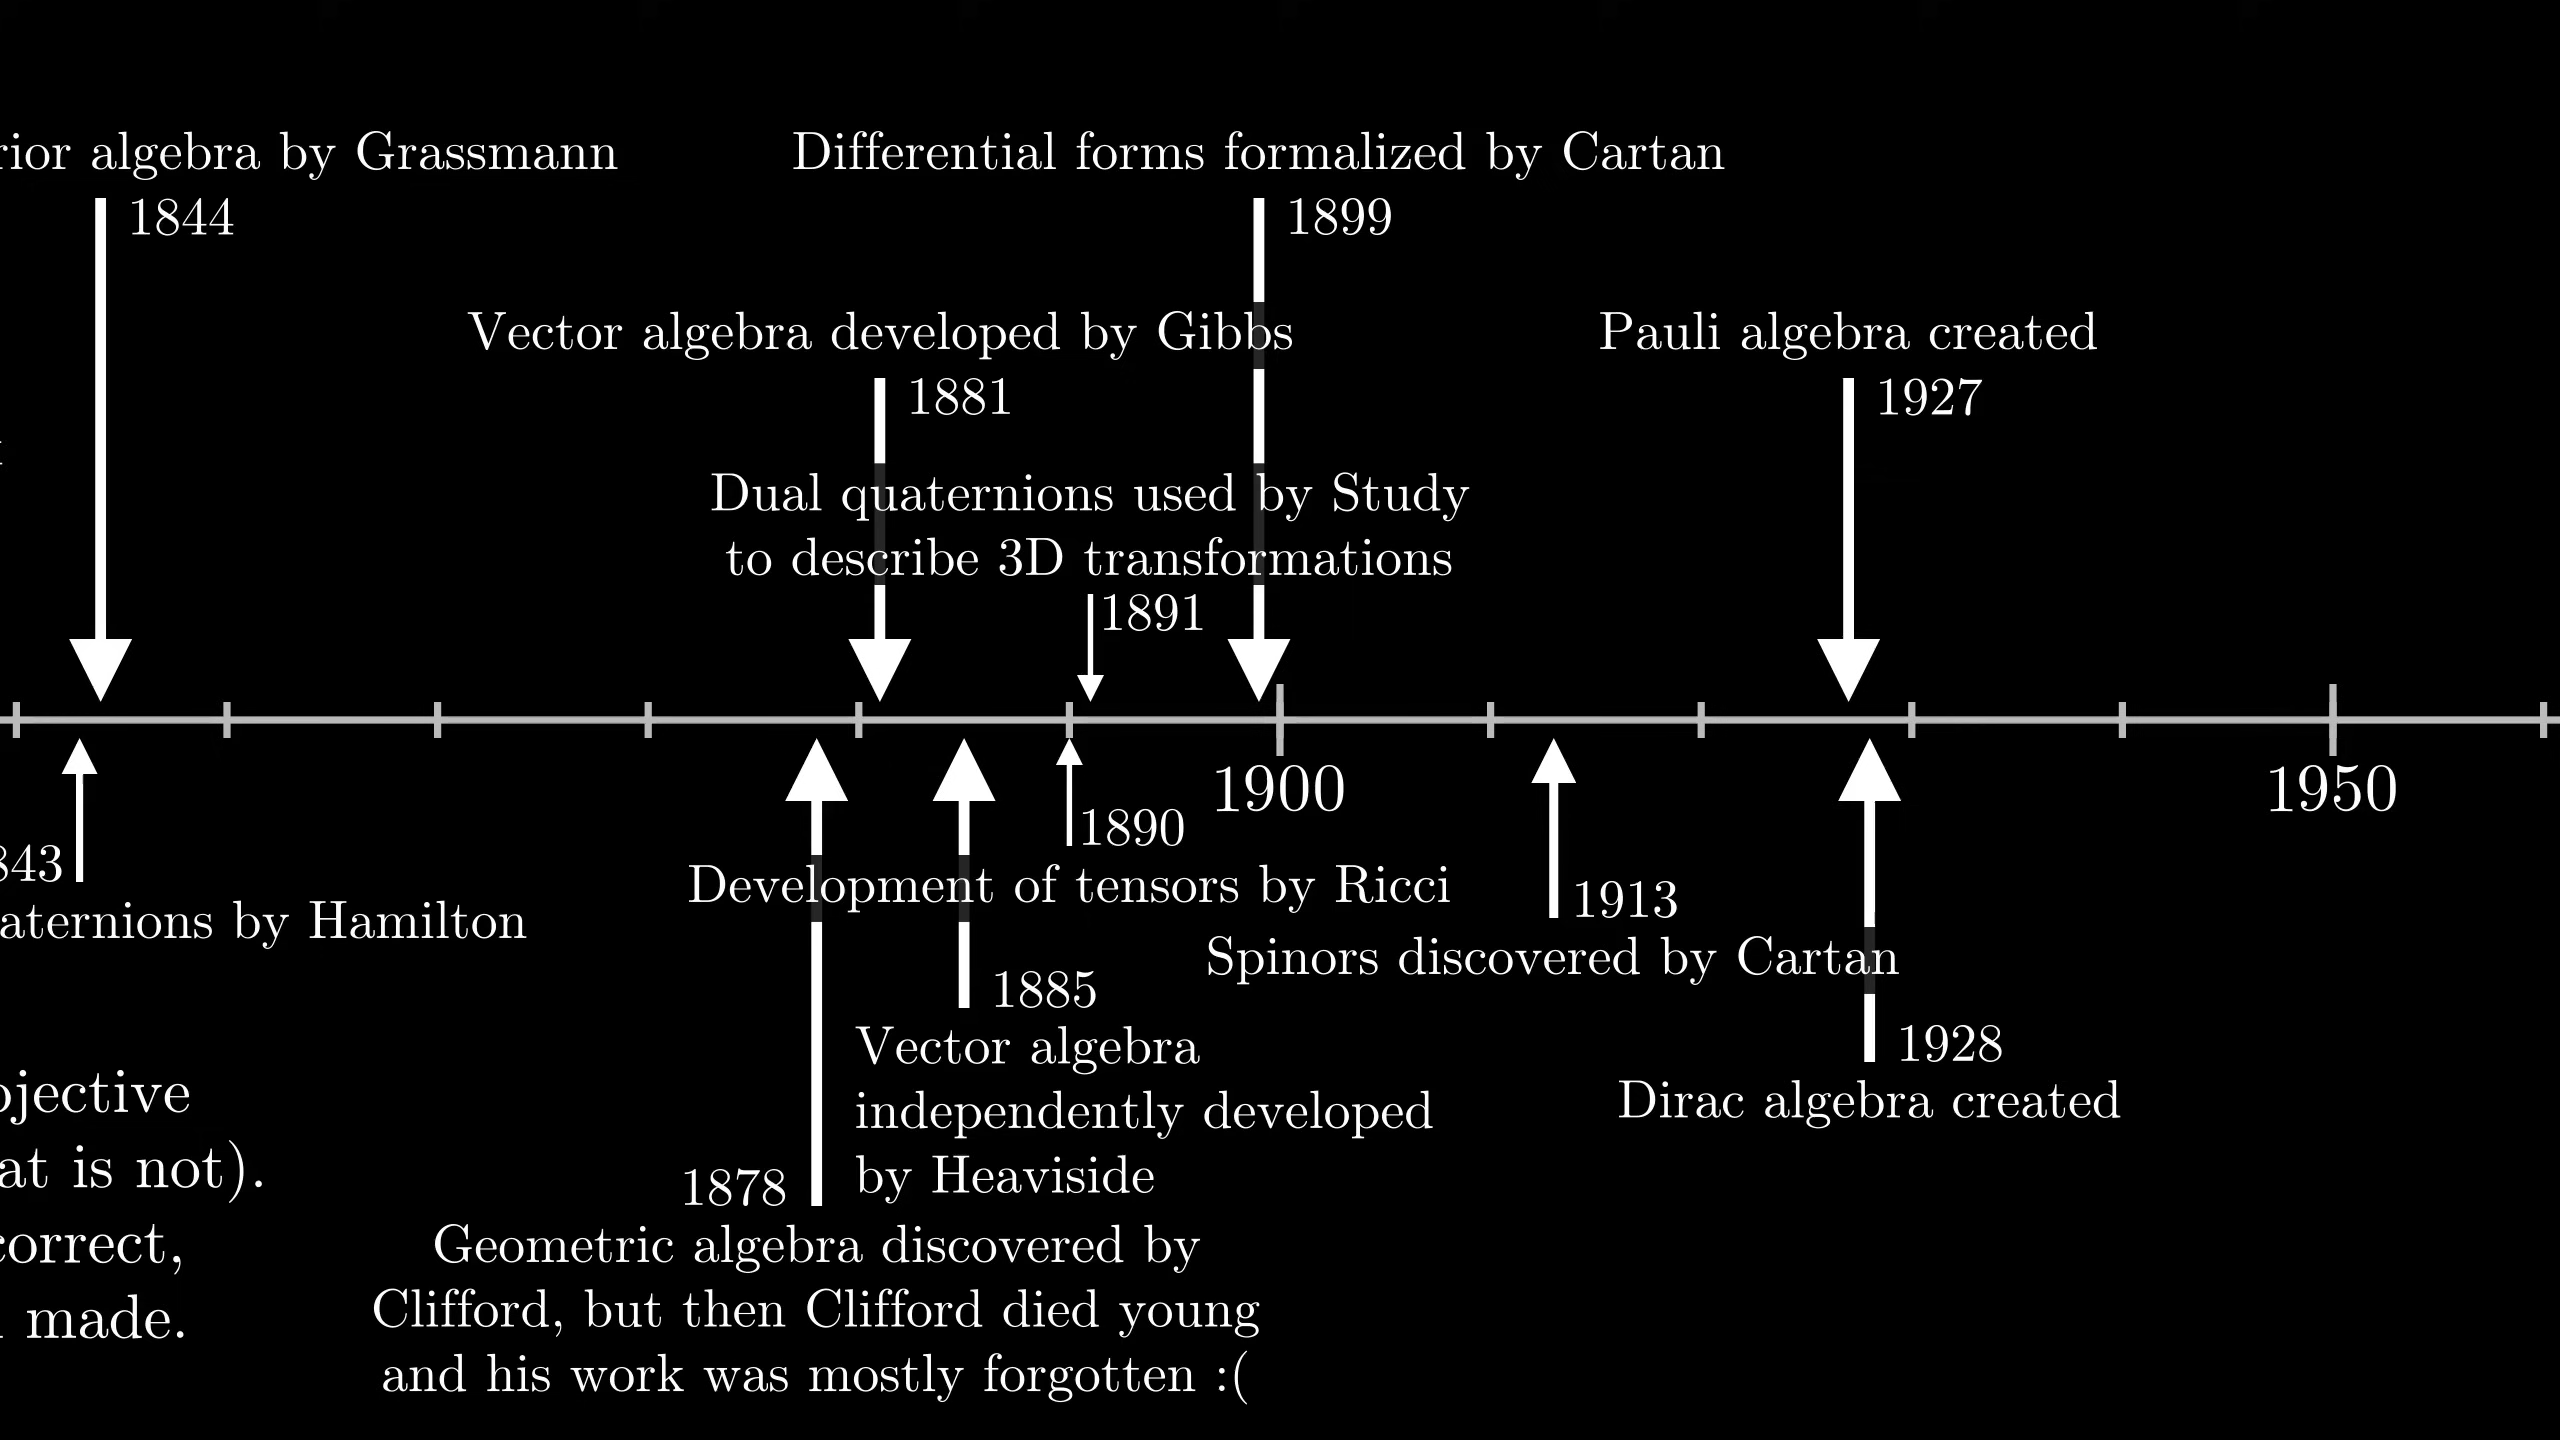 rior algebra by Grassmann
1844
Differential forms formalized by Cartan
1899
Vector algebra developed by Gibbs
1881
Pauli algebra created
1927
Dual quaternions used by Study
to describe 3D transformations
1891
1900
1950
843
aternions by Hamilton
1890
Development of tensors by Ricci
1913
Spinors discovered by Cartan
1885
Vector algebra
independently developed
by Heaviside
1928
Dirac algebra created
ojective
at is not).
correct,
made.
1878
Geometric algebra discovered by
Clifford, but then Clifford died young
and his work was mostly forgotten :(